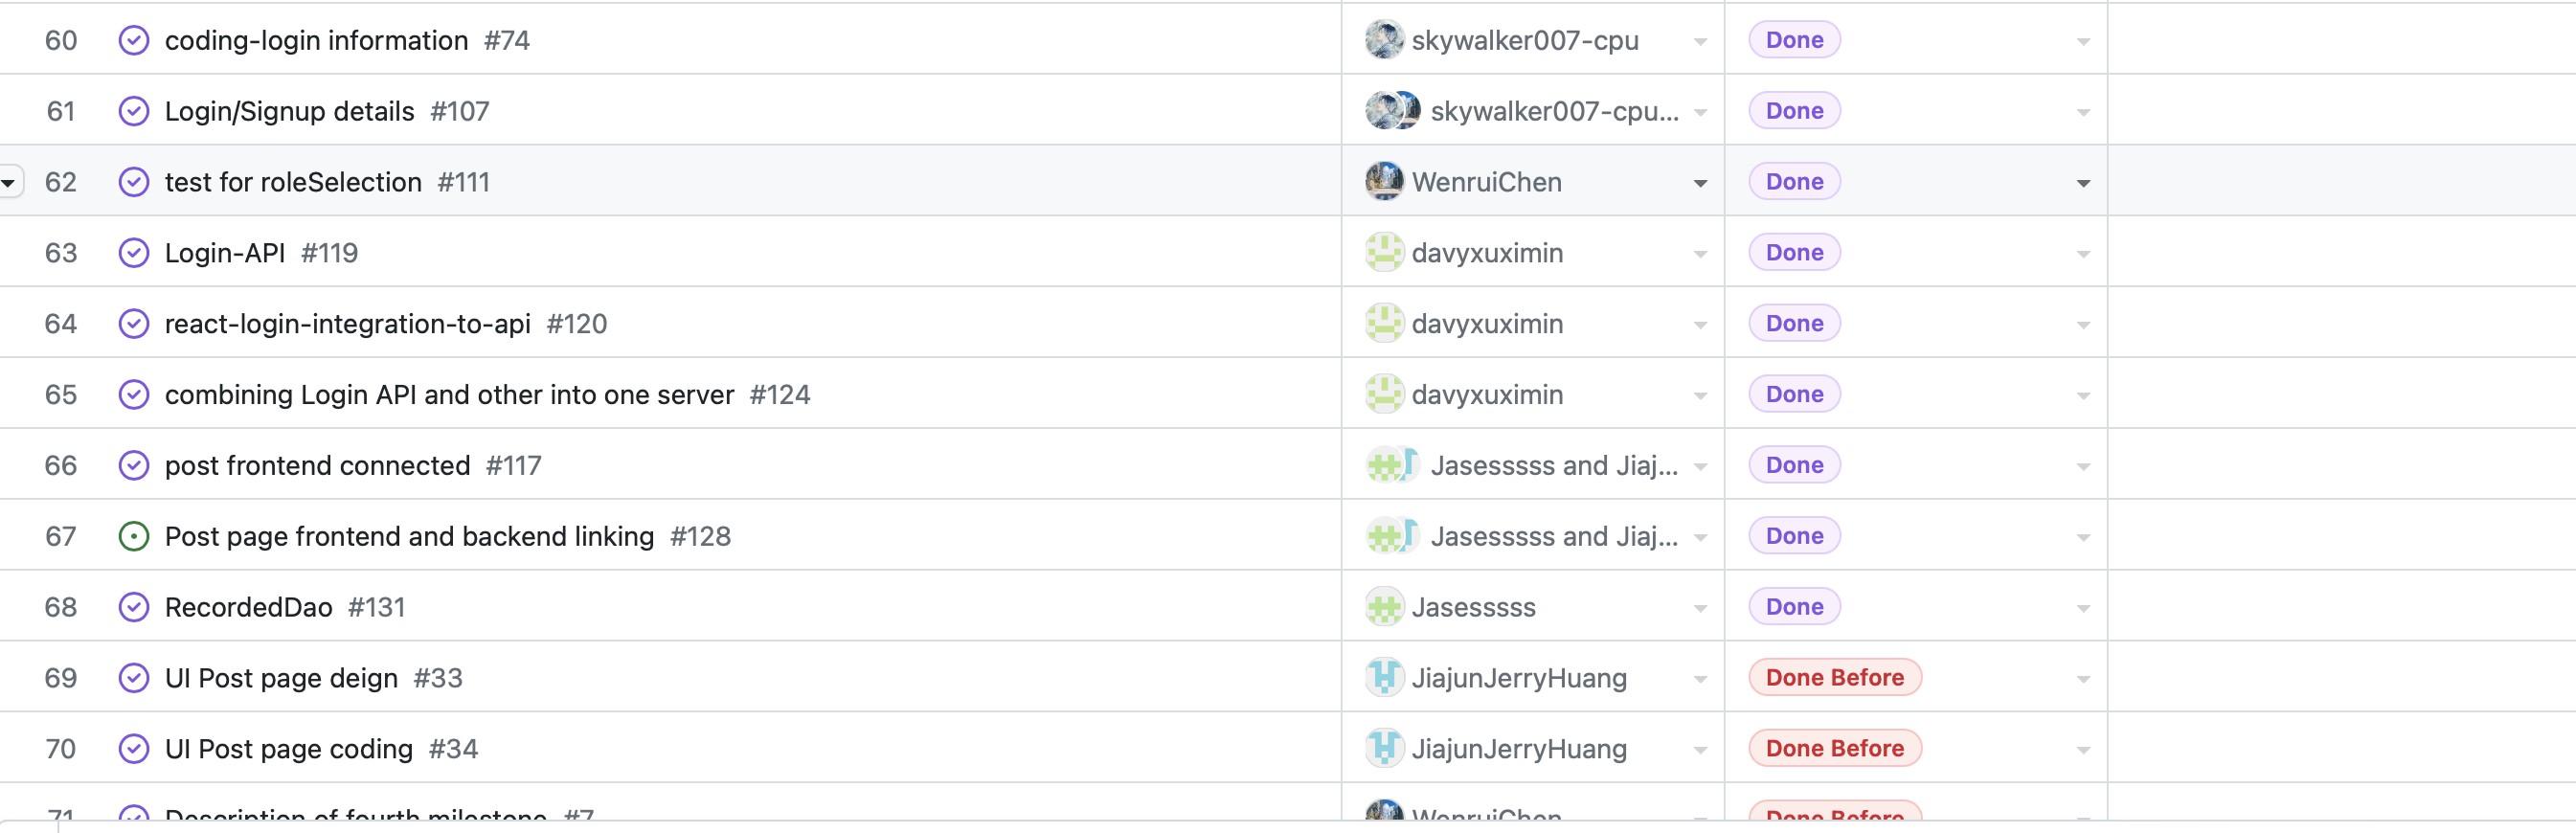 60 coding-login information #74 skywalker007-cpu Done
61 Login/Signup details #107 skywalker007-cpu... Done
62 test for roleSelection #111 WenruiChen Done
63 Login-API #119 davyxuximin Done
64 react-login-integration-to-api #120 davyxuximin Done
65 combining Login API and other into one server #124 davyxuximin Done
66 post frontend connected #117 Jasesssss and Jiaj... Done
67 Post page frontend and backend linking #128 Jasesssss and Jiaj... Done
68 RecordedDao #131 Jasesssss Done
69 UI Post page deign #33 JiajunJerryHuang Done Before
70 UI Post page coding #34 JiajunJerryHuang Done Before
71 Description of fourth milestone #7 WenruiChen Done Before